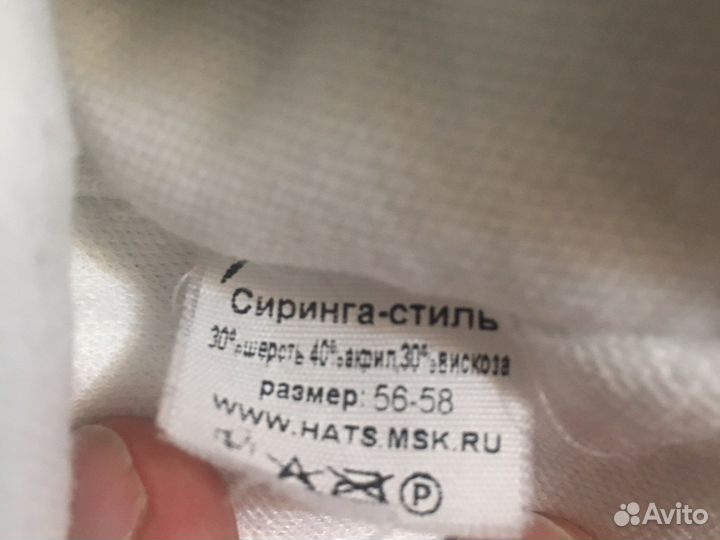 Сиринга-стиль
30%шерсть 40%акрил,30%вискоза
размер: 56-58
WWW.HATS.MSK.RU
P
Avito